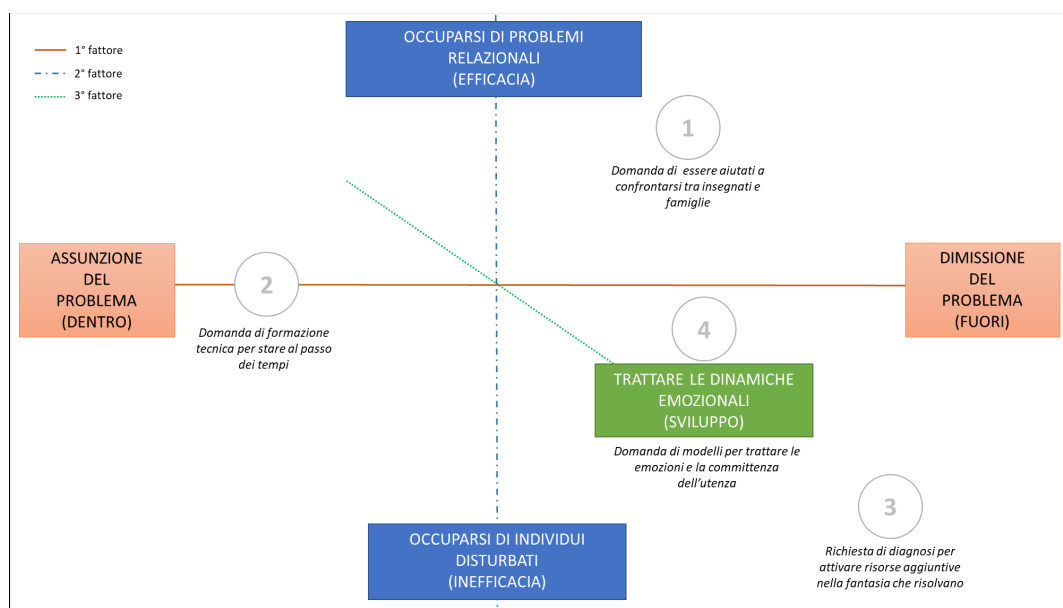 1° fattore
2° fattore
3° fattore
OCCUPARSI DI PROBLEMI
RELAZIONALI
(EFFICACIA)
1
Domanda di essere aiutati a
confrontarsi tra insegnati e
famiglie
ASSUNZIONE
DEL
PROBLEMA
(DENTRO)
2
Domanda di formazione
tecnica per stare al passo
dei tempi
DIMISSIONE
DEL
PROBLEMA
(FUORI)
4
TRATTARE LE DINAMICHE
EMOZIONALI
(SVILUPPO)
Domanda di modelli per trattare le
emozioni e la committenza
dell'utenza
3
Richiesta di diagnosi per
attivare risorse aggiuntive
nella fantasia che risolvano
OCCUPARSI DI INDIVIDUI
DISTURBATI
(INEFFICACIA)